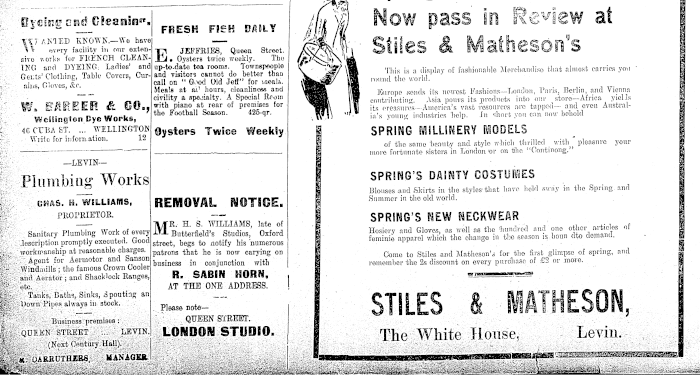 Dyeing and Cleaning.
WANTED KNOWN.—We have
every facility in our exten-
sive works for FRENCH CLEAN-
ING and DYEING Ladies' and
Gents' Clothing, Table Covers, Cur-
tains, Gloves, &c.
W. BARBER & CO.,
Wellington Dye Works,
46 CUBA ST. ... WELLINGTON
Write for information. 12
—LEVIN—
Plumbing Works
CHAS. H. WILLIAMS,
PROPRIETOR.
Sanitary Plumbing Work of every
description promptly executed. Good
workmanship at reasonable charges.
Agent for Aermotor and Samson
Windmills; the famous Crown Cooler
and Aerator; and Shacklock Ranges,
etc.
Tanks, Baths, Sinks, Spouting an
Down Pipes always in stock.
Business premises:
QUEEN STREET ... LEVIN.
(Next Century Hall).
CARRUTHERS, MANAGER
FRESH FISH DAILY
E. JEFFRIES, Queen Street.
Oysters twice weekly. The
up-to-date tea rooms. Townspeople
and visitors cannot do better than
call on "Good Old Jeff" for meals.
Meals at all hours, cleanliness and
civility a specialty. A Special Room
with piano at rear of premises for
the Football Season. 425-qr.
Oysters Twice Weekly
REMOVAL NOTICE.
MR. H. S. WILLIAMS, late of
Butterfield's Studios, Oxford
street, begs to notify his numerous
patrons that he is now carrying on
business in conjunction with
R. SABIN HORN,
AT THE ONE ADDRESS.
Please note—
QUEEN STREET.
LONDON STUDIO.
Now pass in Review at
Stiles & Matheson's
This is a display of fashionable Merchandise that almost carries you
round the world.
Europe sends its newest Fashions—London, Paris, Berlin, and Vienna
contributing. Asia pours its products into our store—Africa yields
its resources—America's vast resources are tapped—and even Austral-
ia's young industries help. In short you can now behold
SPRING MILLINERY MODELS
of the same beauty and style which thrilled with pleasure your
more fortunate sisters in London or on the "Continong."
SPRING'S DAINTY COSTUMES
Blouses and Skirts in the styles that have held sway in the Spring and
Summer in the old world.
SPRING'S NEW NECKWEAR
Hosiery and Gloves, as well as the hundred and one other articles of
feminine apparel which the change in the season is bound to demand.
Come to Stiles and Matheson's for the first glimpse of spring, and
remember the 2s discount on every purchase of £2 or more.
STILES & MATHESON,
The White House, Levin.